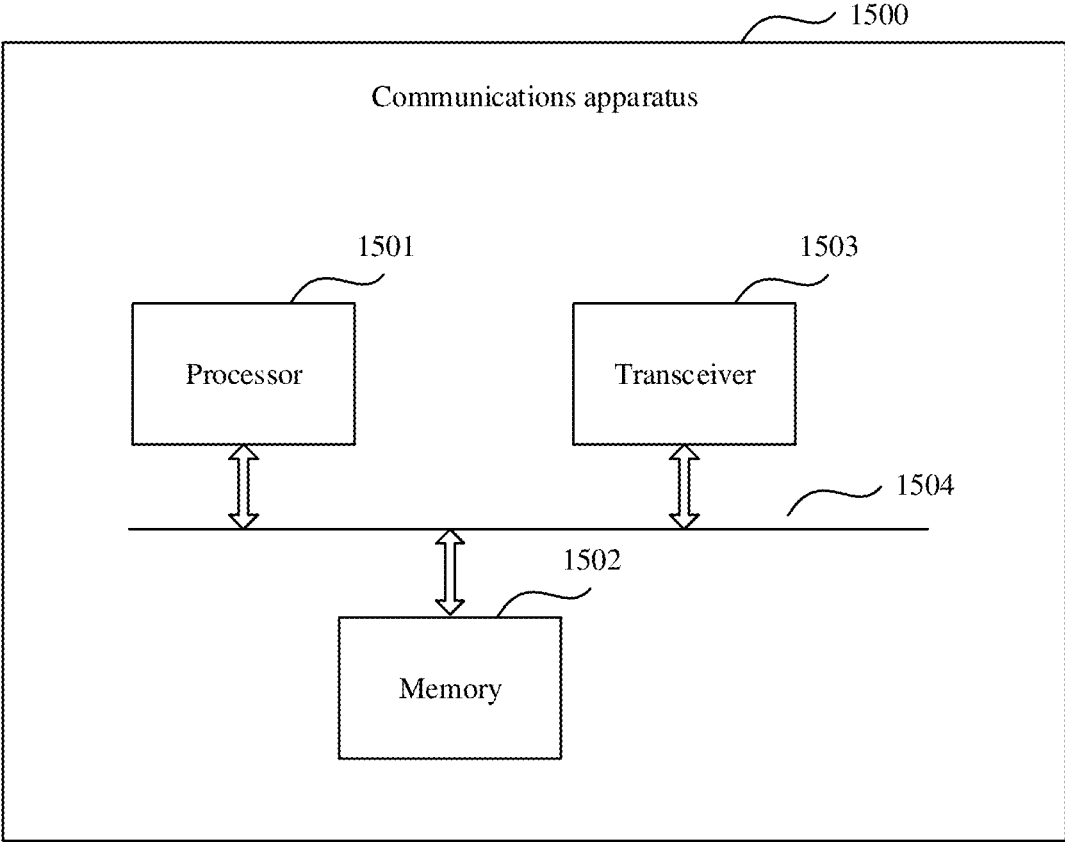 1500
Communications apparatus
1501
1503
Processor
Transceiver
1504
1502
Memory